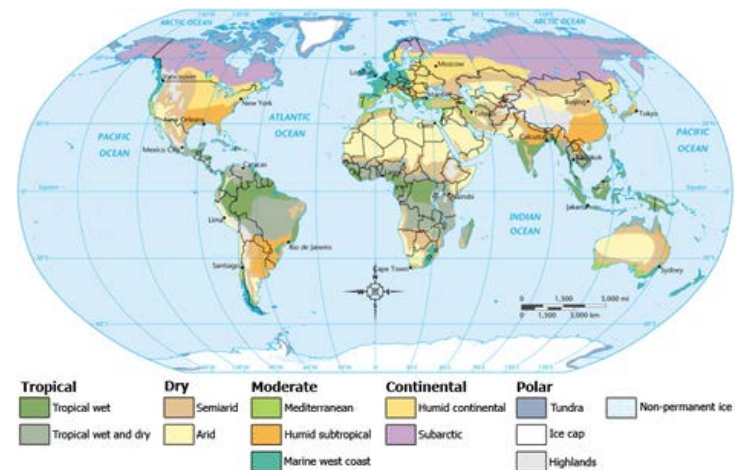 ARCTIC OCEAN
ARCTIC OCEAN
Vancouver
Moscow
New York
Beijing
Tokyo
New Orleans
ATLANTIC
OCEAN
PACIFIC
OCEAN
PACIFIC
OCEAN
Mexico City
Caracas
Equator
Nairobi
Lima
Jakarta
INDIAN
OCEAN
Rio de Janeiro
Santiago
Cape Town
Sydney
N
W
E
S
0 1,500 3,000 mi
0 1,500 3,000 km
Tropical
Tropical wet
Tropical wet and dry
Dry
Semiarid
Arid
Moderate
Mediterranean
Humid subtropical
Marine west coast
Continental
Humid continental
Subarctic
Polar
Tundra
Ice cap
Highlands
Non-permanent ice